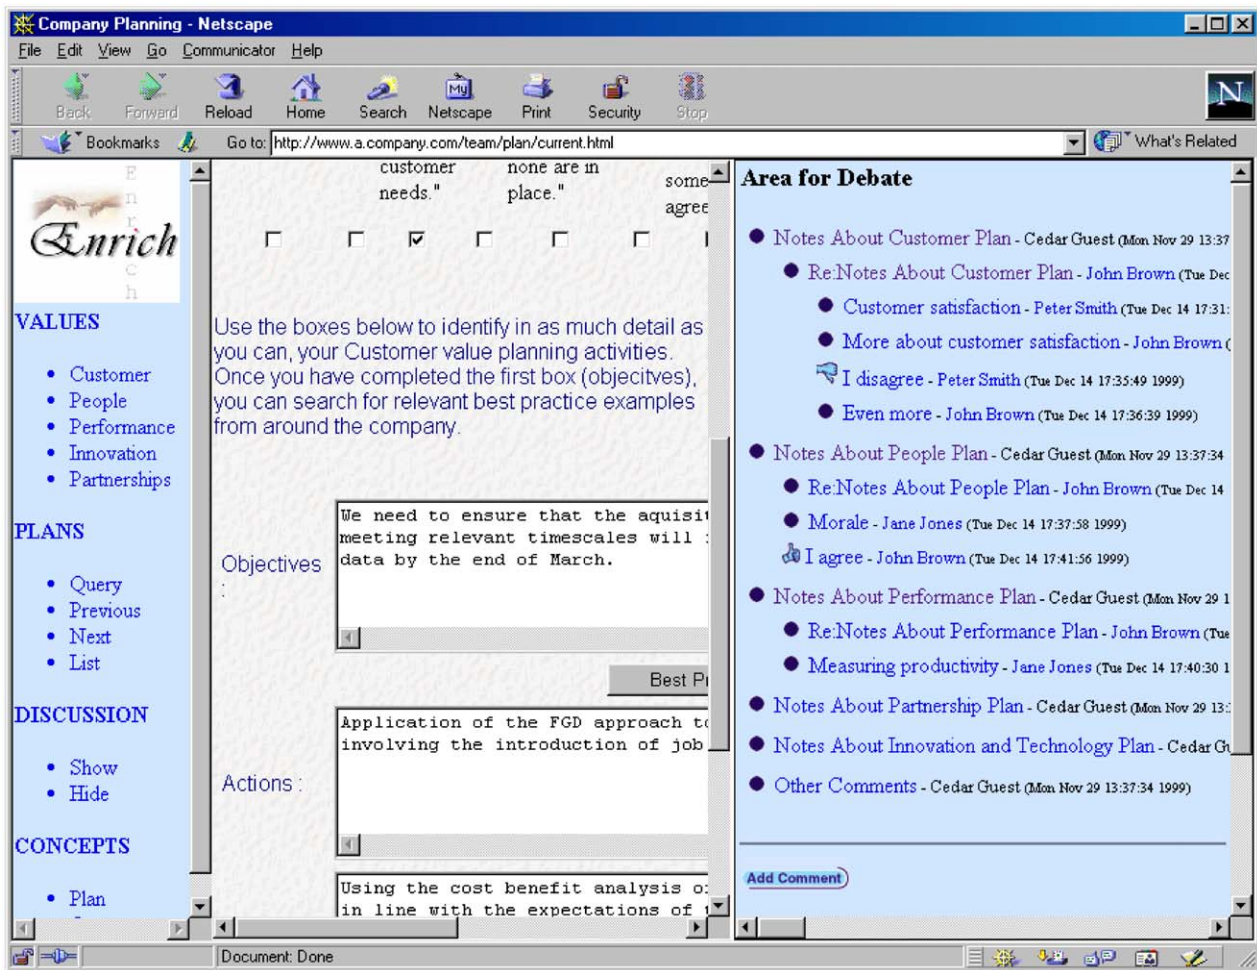 Company Planning - Netscape
File Edit View Go Communicator Help
Back Forward Reload Home Search Netscape Print Security Stop
My
N
Bookmarks Go to: http://www.a.company.com/team/plan/current.html What's Related
Enrich
Enrich
VALUES
Customer
People
Performance
Innovation
Partnerships
PLANS
Query
Previous
Next
List
DISCUSSION
Show
Hide
CONCEPTS
Plan
customer none are in
needs." place." some
agree
Use the boxes below to identify in as much detail as
you can, your Customer value planning activities.
Once you have completed the first box (objecitves),
you can search for relevant best practice examples
from around the company.
Objectives
:
We need to ensure that the aquisit
meeting relevant timescales will
data by the end of March.
Best
Actions :
Application of the FGD approach to
involving the introduction of job
Using the cost benefit analysis
in line with the expectations of
Area for Debate
Notes About Customer Plan - Cedar Guest (Mon Nov 29 13:37
Re:Notes About Customer Plan - John Brown (Tue Dec
Customer satisfaction - Peter Smith (Tue Dec 14 17:31:
More about customer satisfaction - John Brown (
I disagree - Peter Smith (Tue Dec 14 17:35:49 1999)
Even more - John Brown (Tue Dec 14 17:36:39 1999)
Notes About People Plan - Cedar Guest (Mon Nov 29 13:37:34
Re:Notes About People Plan - John Brown (Tue Dec 14
Morale - Jane Jones (Tue Dec 14 17:37:58 1999)
I agree - John Brown (Tue Dec 14 17:41:56 1999)
Notes About Performance Plan - Cedar Guest (Mon Nov 29 1
Re:Notes About Performance Plan - John Brown (Tue
Measuring productivity - Jane Jones (Tue Dec 14 17:40:30 1
Notes About Partnership Plan - Cedar Guest (Mon Nov 29 13:
Notes About Innovation and Technology Plan - Cedar
Other Comments - Cedar Guest (Mon Nov 29 13:37:34 1999)
Add Comment
Document: Done